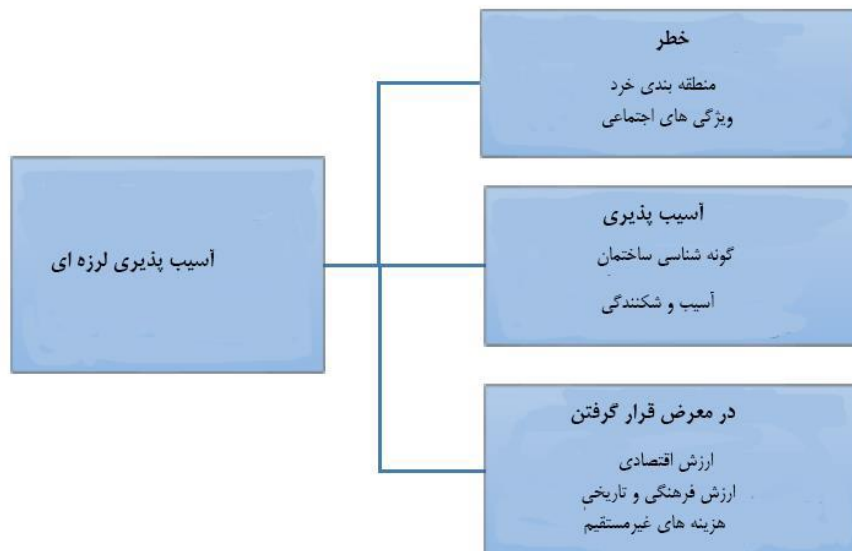 خطر
منطقه بندی خرد
ویژگی های اجتماعی
آسیب پذیری لرزه ای
آسیب پذیری
گونه شناسی ساختمان
آسیب و شکنندگی
در معرض قرار گرفتن
ارزش اقتصادی
ارزش فرهنگی و تاریخی
هزینه های غیرمستقیم